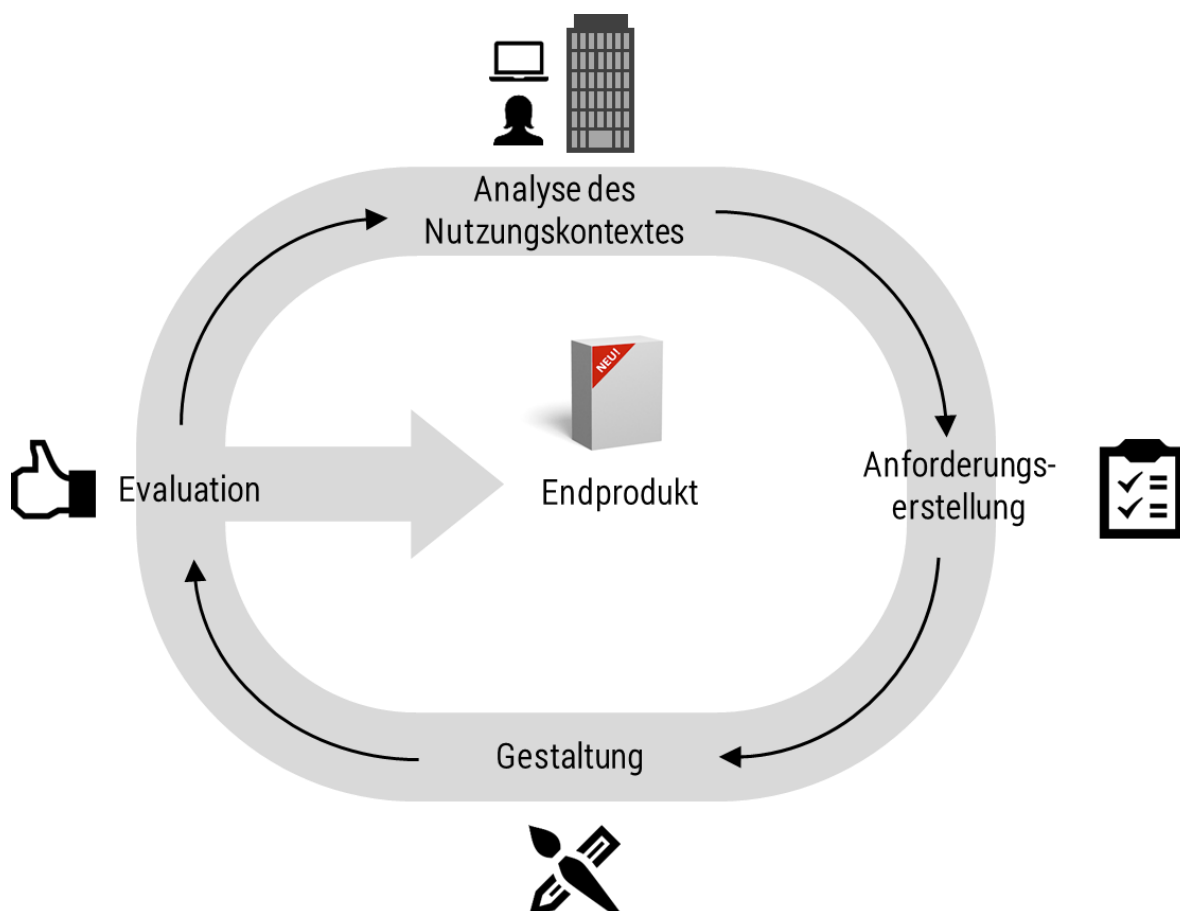 Analyse des
Nutzungskontextes
NEU!
Anforderungs-
erstellung
Evaluation
Endprodukt
Gestaltung